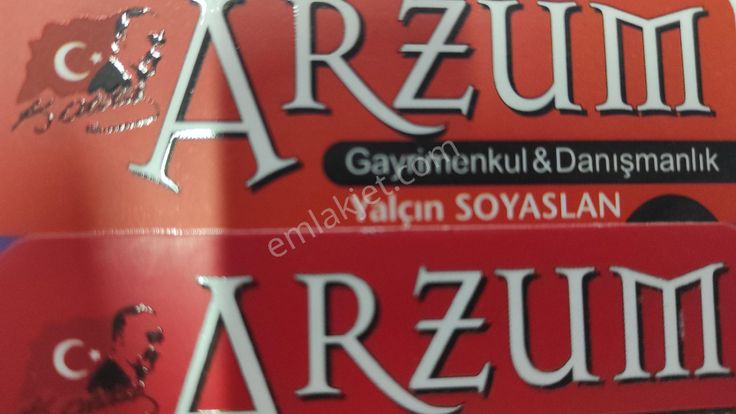 ARZUM
Gayrimenkul & Danışmanlık
Yalçın SOYASLAN
emlakjet.com
ARZUM